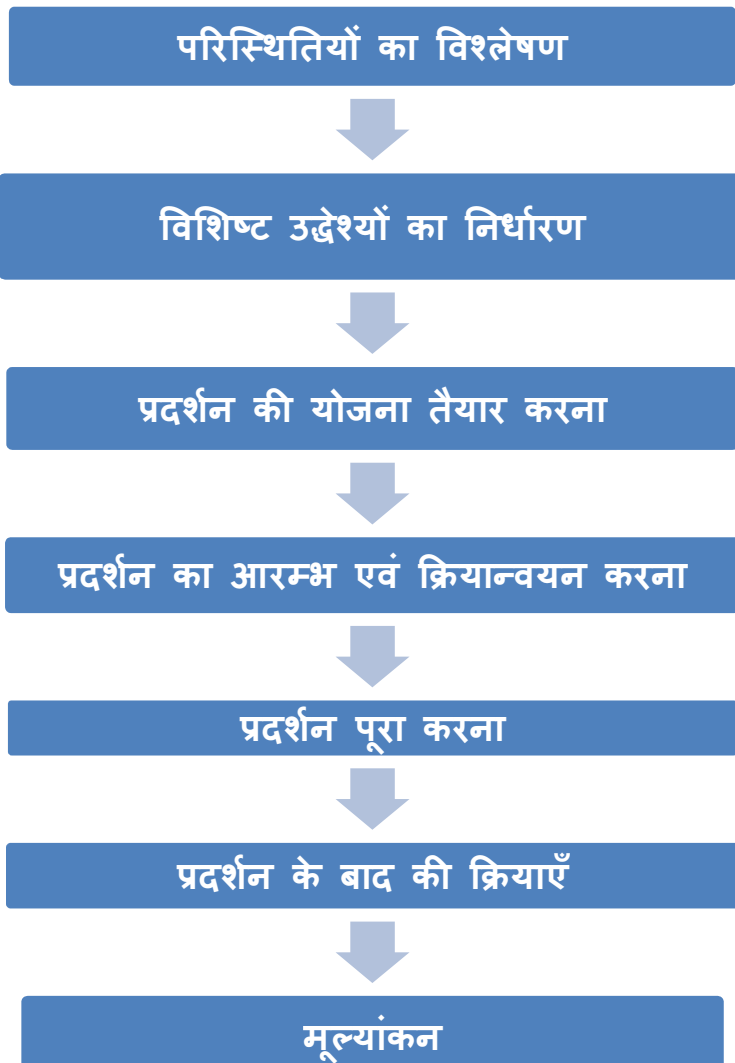 परिस्थितियों का विश्लेषण
विशिष्ट उद्धेश्यों का निर्धारण
प्रदर्शन की योजना तैयार करना
प्रदर्शन का आरम्भ एवं क्रियान्वयन करना
प्रदर्शन पूरा करना
प्रदर्शन के बाद की क्रियाएँ
मूल्यांकन